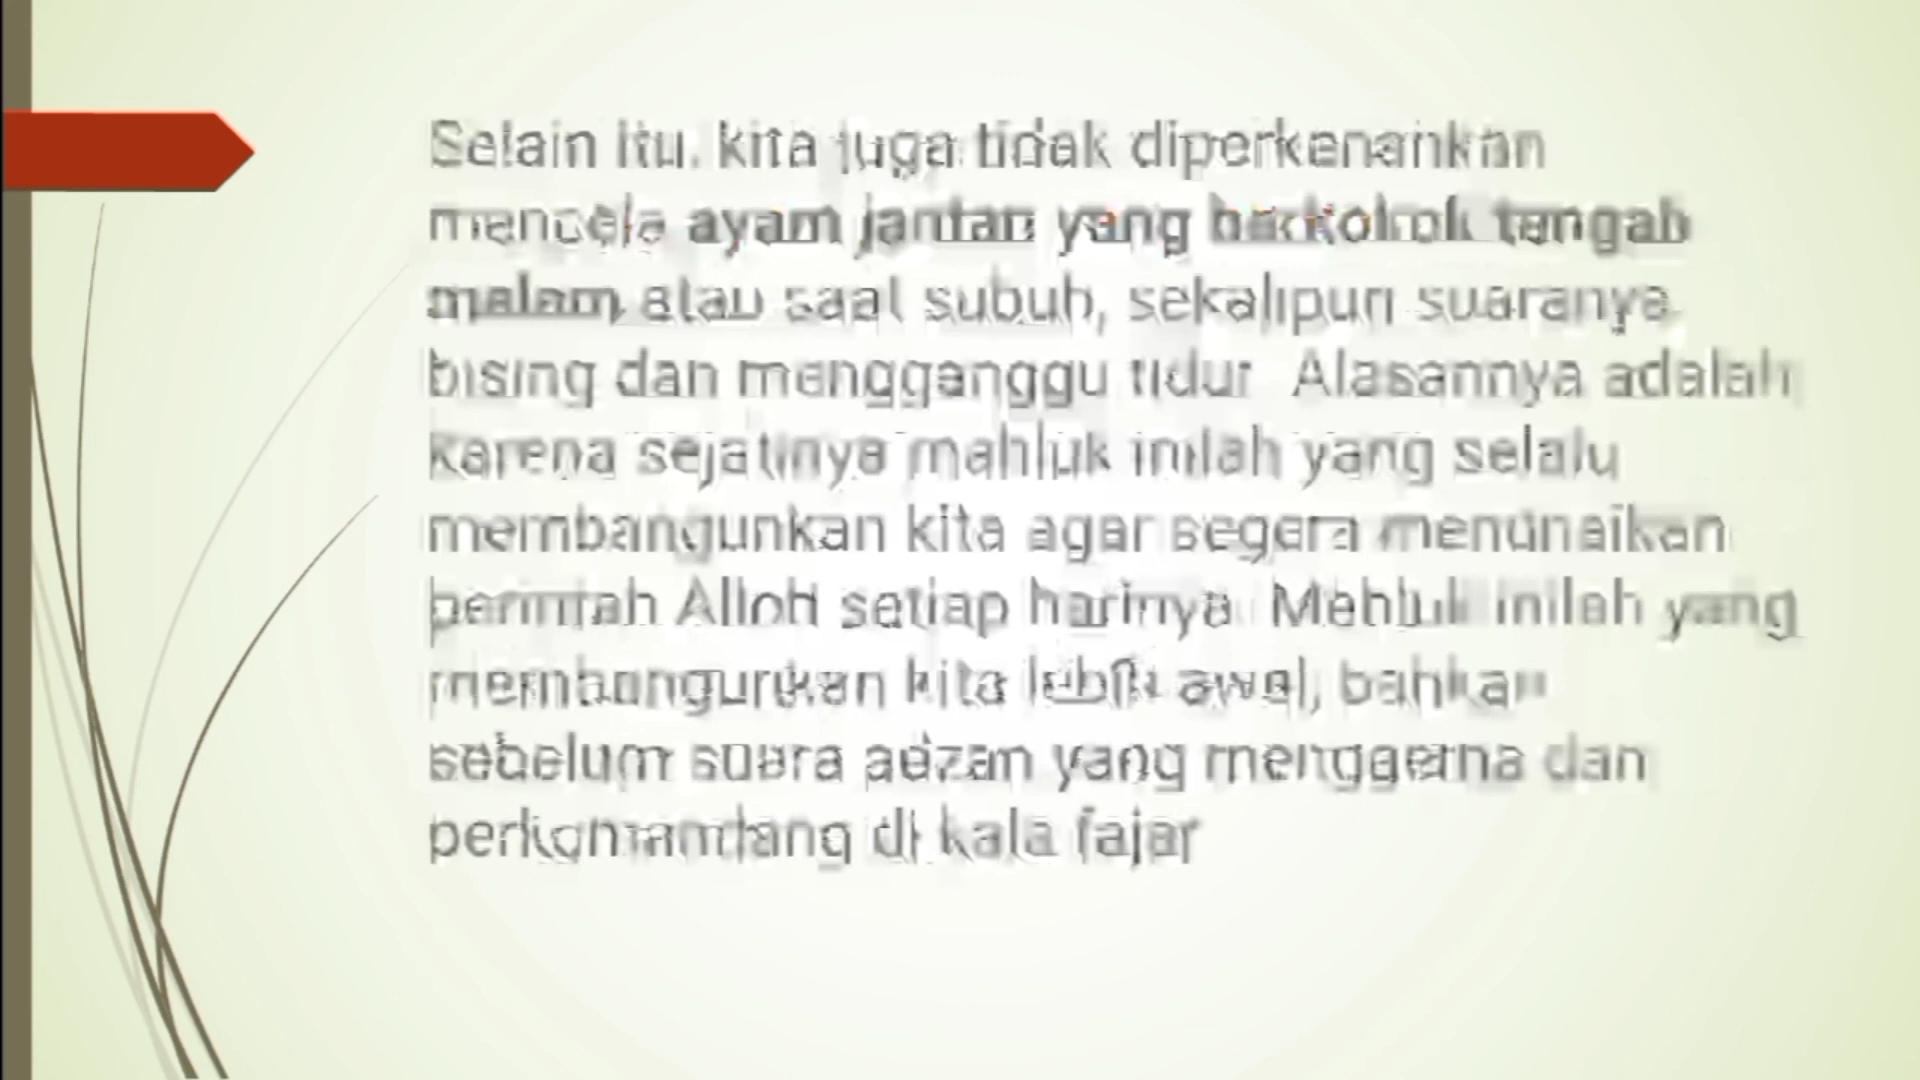 Selain itu, kita juga tidak diperkenankan
mencela ayam jantan yang berkokok tengah
malam atau saat subuh, sekalipun suaranya
bising dan mengganggu tidur. Alasannya adalah
karena sejatinya mahluk inilah yang selalu
membangunkan kita agar segera menunaikan
perintah Alloh setiap harinya. Mahluk inilah yang
membangunkan kita lebih awal, bahkan
sebelum suara adzan yang menggema dan
di kala fajar